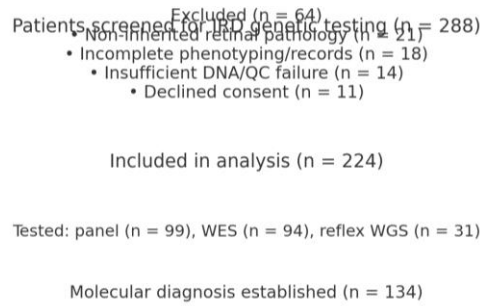 Patients screened for IRD genetic testing (n = 288)
Excluded (n = 64)
• Non-inherited retinal pathology (n = 21)
• Incomplete phenotyping/records (n = 18)
• Insufficient DNA/QC failure (n = 14)
• Declined consent (n = 11)
Included in analysis (n = 224)
Tested: panel (n = 99), WES (n = 94), reflex WGS (n = 31)
Molecular diagnosis established (n = 134)